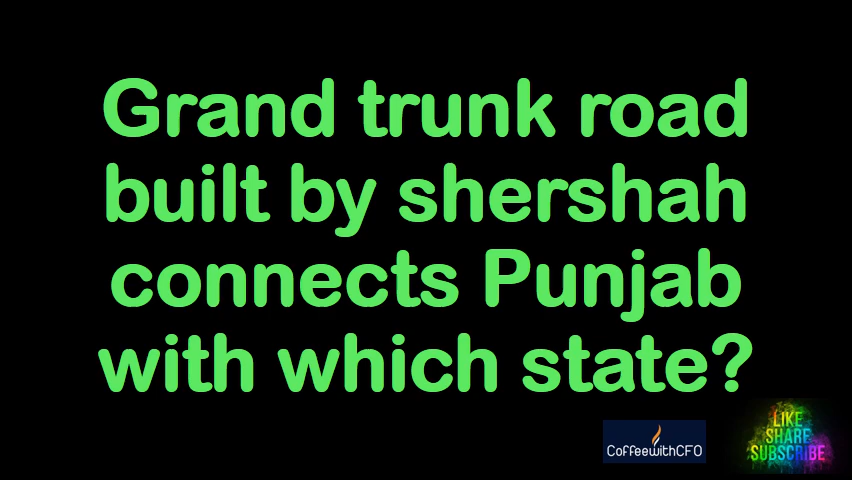 Grand trunk road
built by shershah
connects Punjab
with which state?
CoffeewithCFO
LIKE
SHARE
SUBSCRIBE